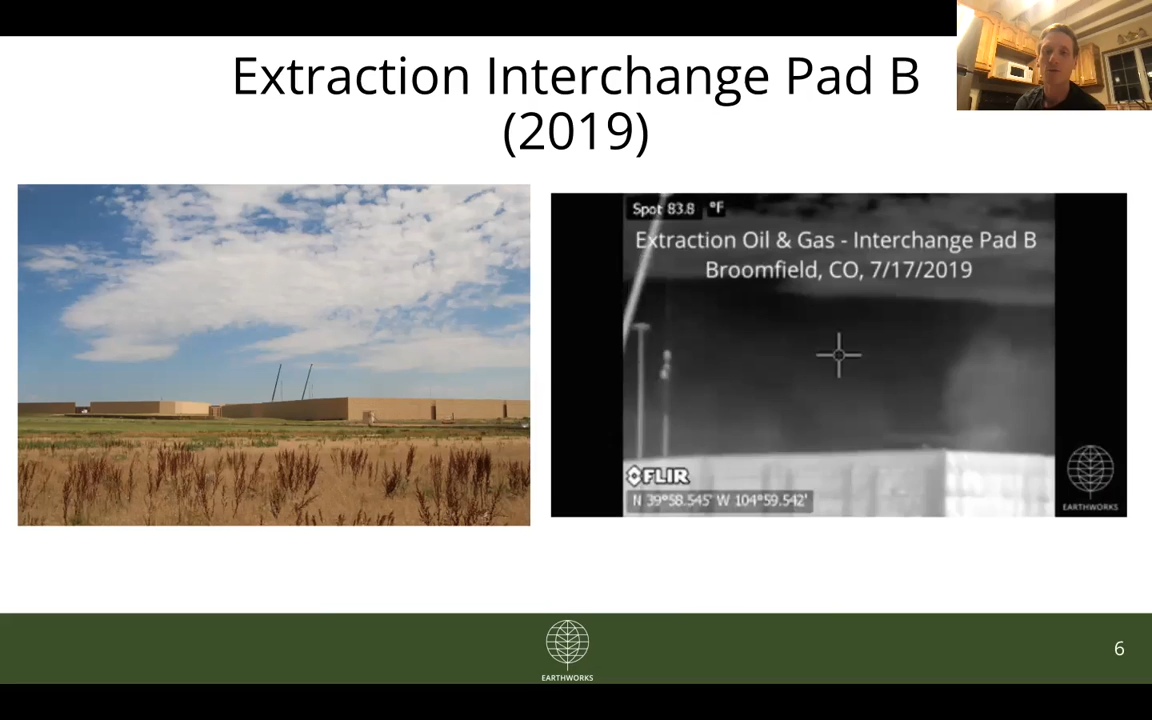 Extraction Interchange Pad B
(2019)
Spot 83.8 °F
Extraction Oil & Gas - Interchange Pad B
Broomfield, CO, 7/17/2019
FLIR
N 39°58.545' W 104°59.542'
EARTHWORKS
EARTHWORKS
6